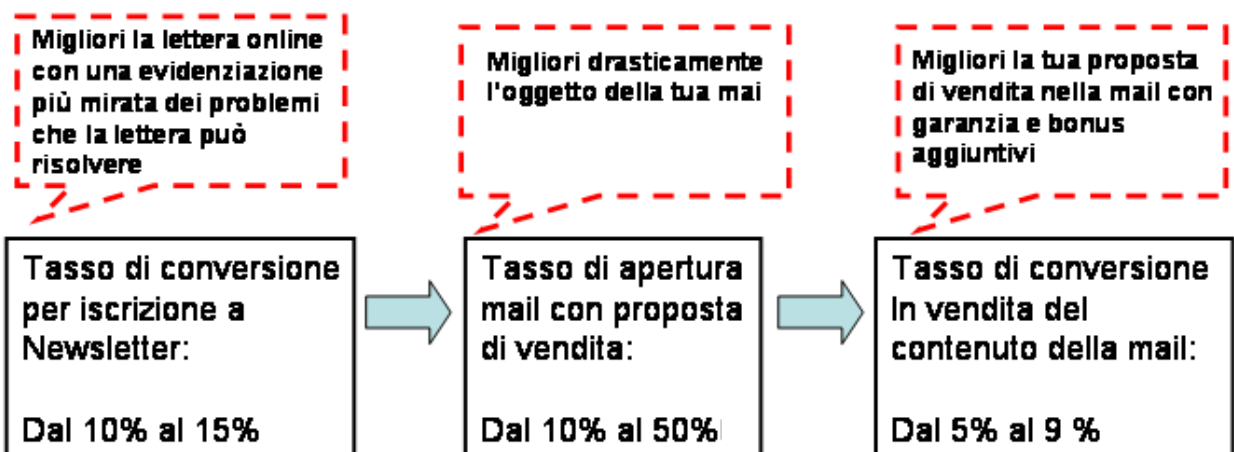 Migliori la lettera online
con una evidenziazione
più mirata dei problemi
che la lettera può
risolvere
Migliori drasticamente
l'oggetto della tua mai
Migliori la tua proposta
di vendita nella mail con
garanzia e bonus
aggiuntivi
Tasso di conversione
per iscrizione a
Newsletter:
Dal 10% al 15%
Tasso di apertura
mail con proposta
di vendita:
Dal 10% al 50%
Tasso di conversione
In vendita del
contenuto della mail:
Dal 5% al 9 %